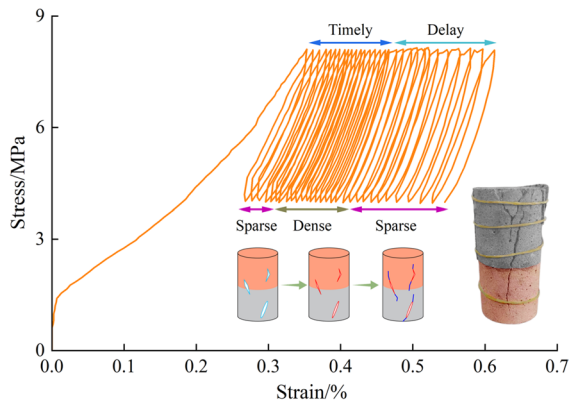 9
Timely Delay
6
Stress/MPa
3
Sparse Dense Sparse
0
0.0 0.1 0.2 0.3 0.4 0.5 0.6 0.7
Strain/%